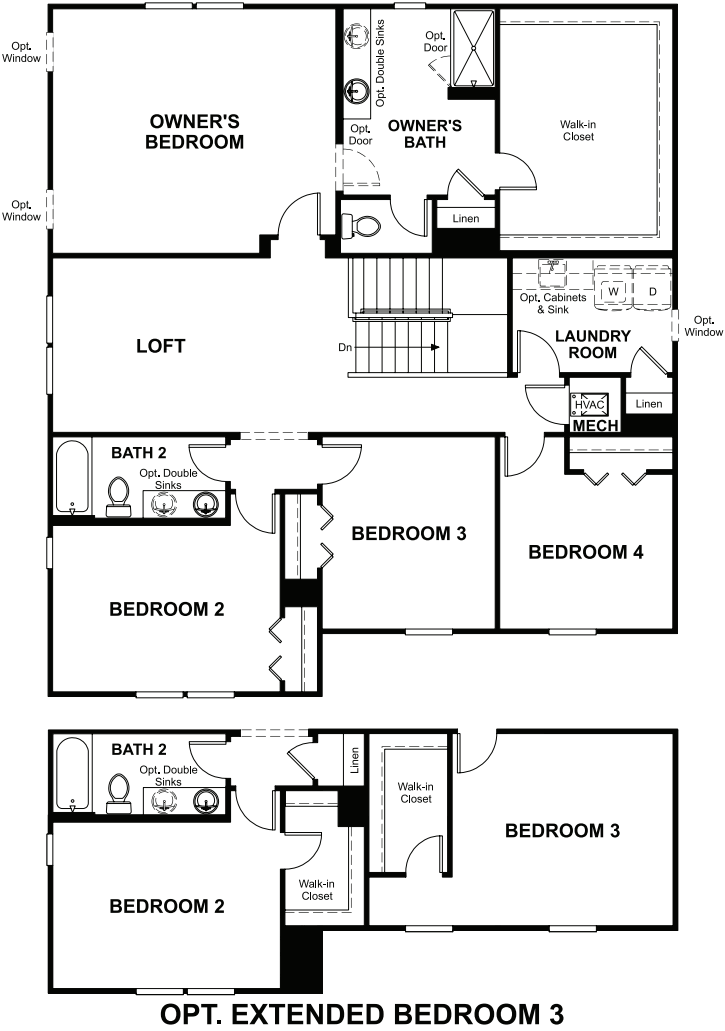 Opt.
Window
OWNER'S
BEDROOM
Opt.
Window
Opt. Double Sinks
Opt.
Door
Opt.
Door
OWNER'S
BATH
Linen
Walk-in
Closet
LOFT
Dn
Opt. Cabinets
& Sink
W
D
LAUNDRY
ROOM
Opt.
Window
HVAC
MECH
Linen
BATH 2
Opt. Double
Sinks
BEDROOM 2
BEDROOM 3
BEDROOM 4
BATH 2
Opt. Double
Sinks
Linen
Walk-in
Closet
BEDROOM 3
BEDROOM 2
Walk-in
Closet
OPT. EXTENDED BEDROOM 3